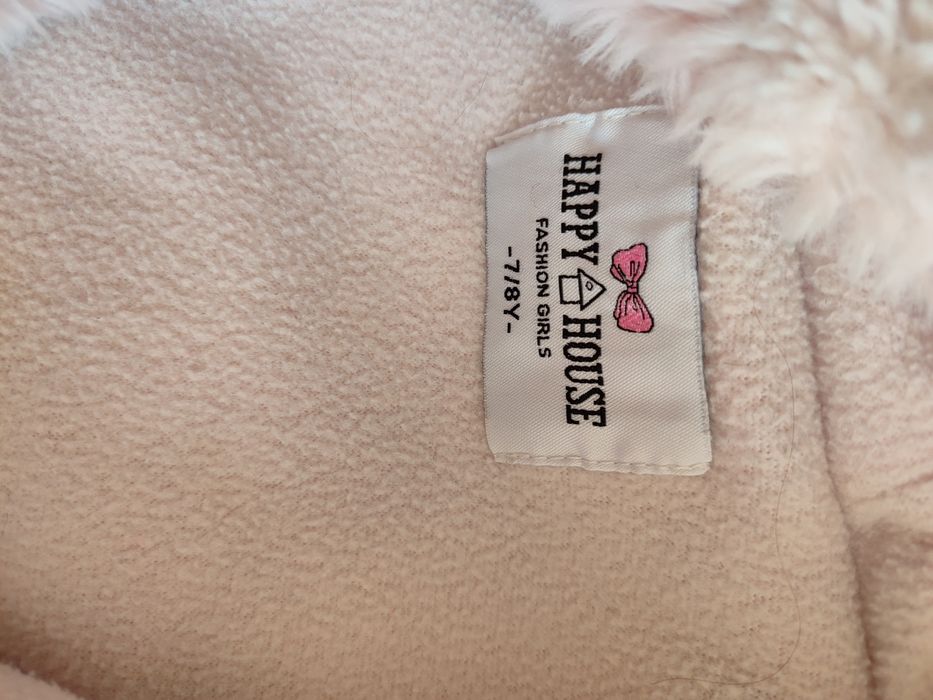 HAPPY HOUSE
FASHION GIRLS
-7/8Y-